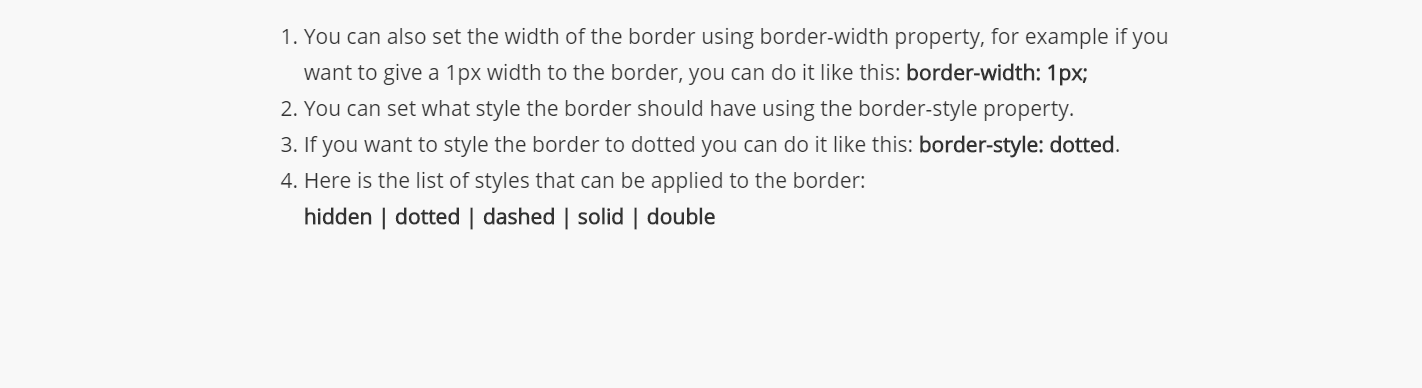 1. You can also set the width of the border using border-width property, for example if you
want to give a 1px width to the border, you can do it like this: border-width: 1px;
2. You can set what style the border should have using the border-style property.
3. If you want to style the border to dotted you can do it like this: border-style: dotted.
4. Here is the list of styles that can be applied to the border:
hidden | dotted | dashed | solid | double